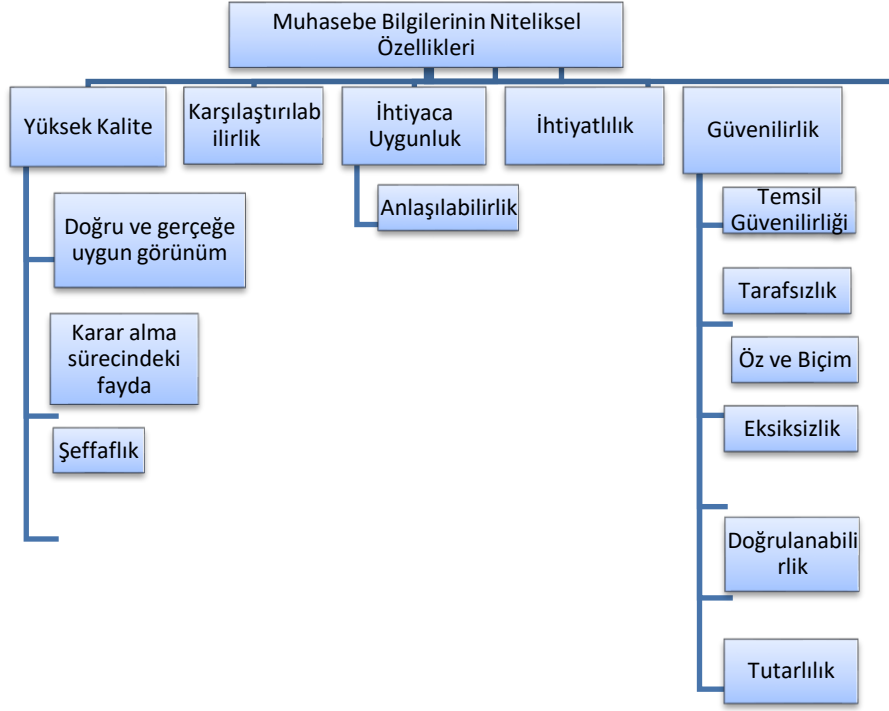 Muhasebe Bilgilerinin Niteliksel
Özellikleri
Yüksek Kalite
Karşılaştırılab
ilirlik
İhtiyaca
Uygunluk
İhtiyatlılık
Güvenilirlik
Doğru ve gerçeğe
uygun görünüm
Karar alma
sürecindeki
fayda
Şeffaflık
Anlaşılabilirlik
Temsil
Güvenilirliği
Tarafsızlık
Öz ve Biçim
Eksiksizlik
Doğrulanabili
rlik
Tutarlılık